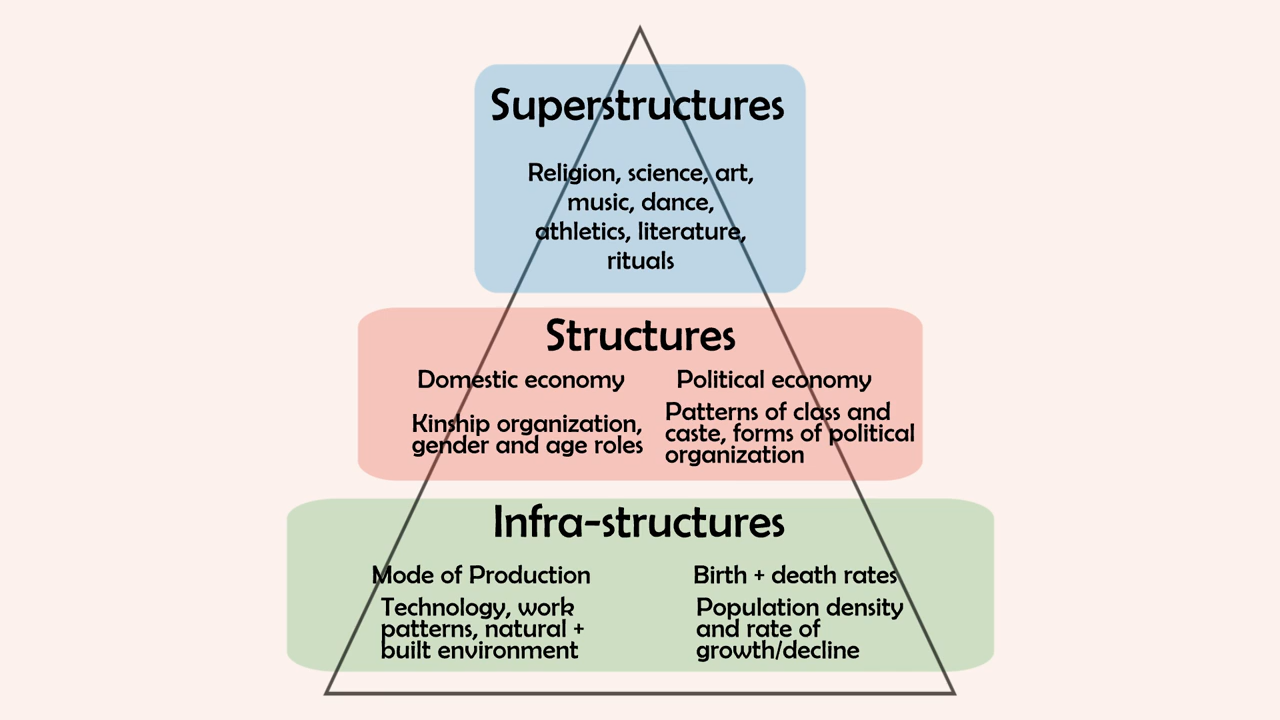 Superstructures
Religion, science, art,
music, dance,
athletics, literature,
rituals
Structures
Domestic economy
Kinship organization,
gender and age roles
Political economy
Patterns of class and
caste, forms of political
organization
Infra-structures
Mode of Production
Technology, work
patterns, natural +
built environment
Birth + death rates
Population density
and rate of
growth/decline